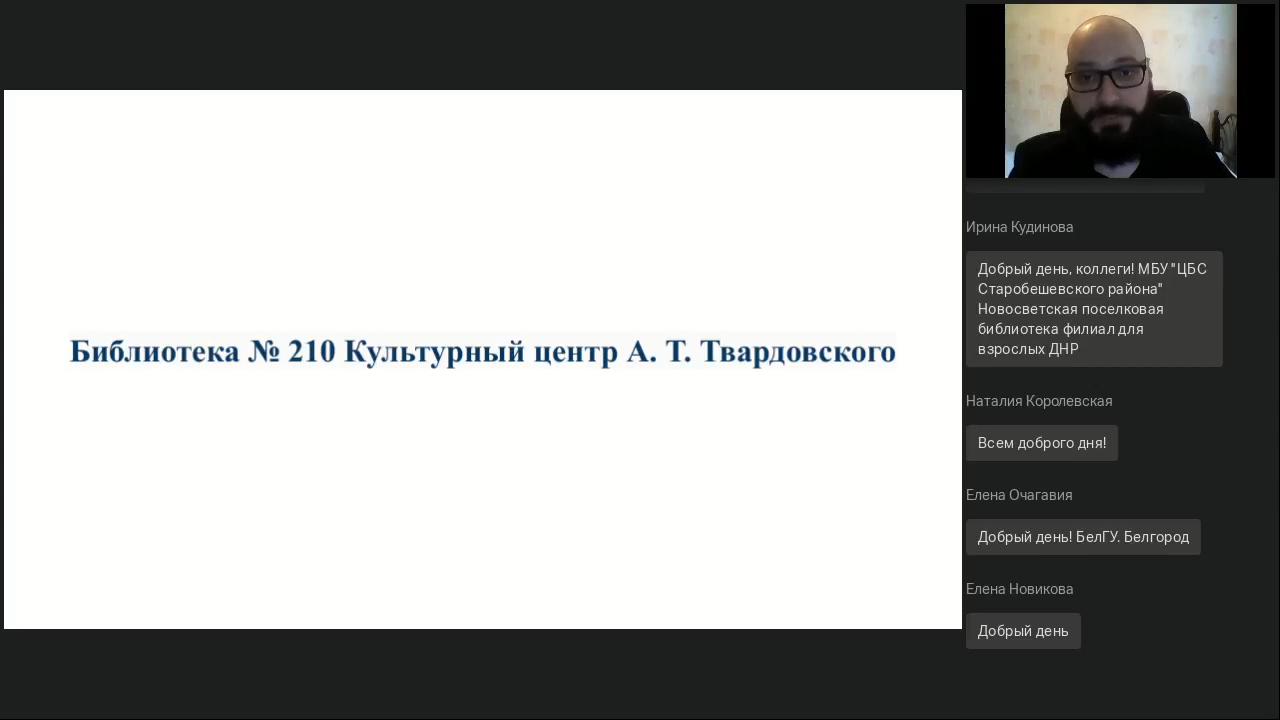 Библиотека № 210 Культурный центр А. Т. Твардовского
Ирина Кудинова
Добрый день, коллеги! МБУ "ЦБС
Старобешевского района"
Новосветская поселковая
библиотека филиал для
взрослых ДНР
Наталия Королевская
Всем доброго дня!
Елена Очагавия
Добрый день! БелГУ. Белгород
Елена Новикова
Добрый день